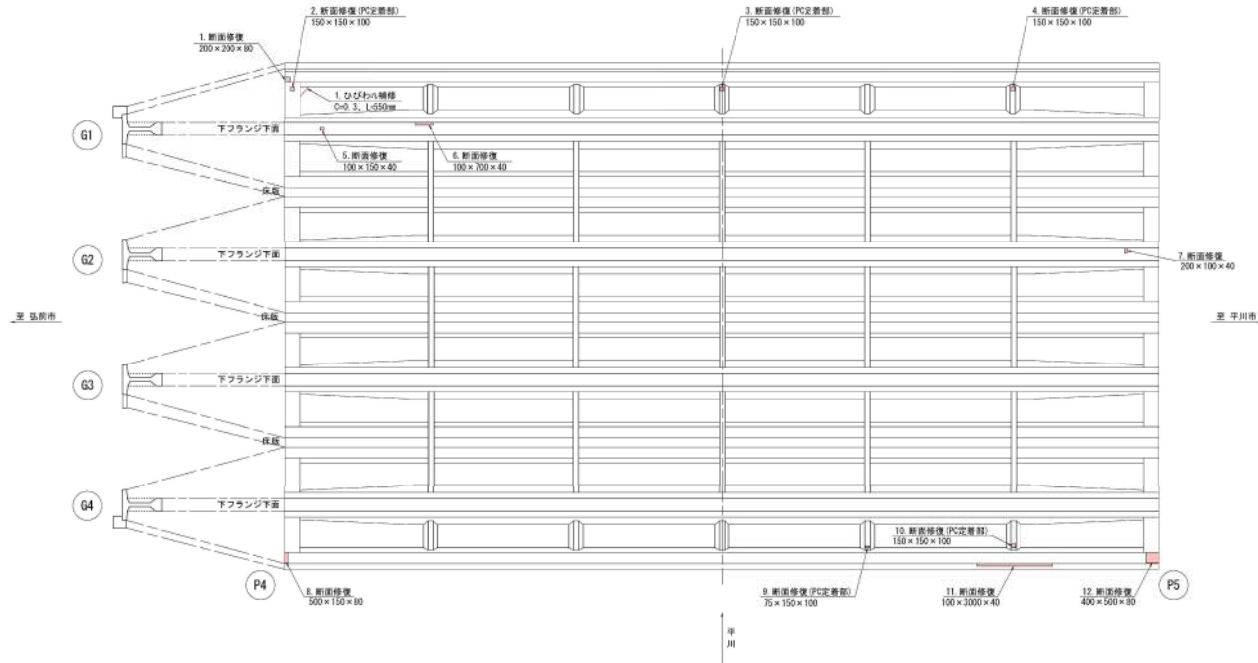 2. 断面修復(PC定着部)
150×150×100
3. 断面修復(PC定着部)
150×150×100
4. 断面修復(PC定着部)
150×150×100
1. 断面修復
200×200×80
1. ひびわれ補修
C=0.3, L=550mm
G1
下フランジ下面
5. 断面修復
100×150×40
6. 断面修復
100×700×40
床版
G2
下フランジ下面
7. 断面修復
200×100×40
至 弘前市
床版
至 平川市
G3
下フランジ下面
床版
G4
下フランジ下面
10. 断面修復(PC定着部)
150×150×100
P4
8. 断面修復
500×150×80
9. 断面修復(PC定着部)
75×150×100
11. 断面修復
100×3000×40
12. 断面修復
400×500×80
P5
平川